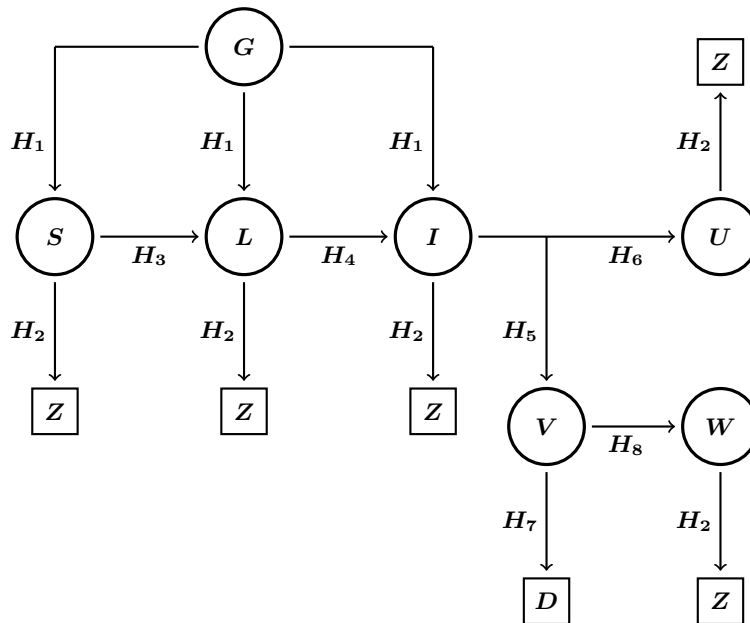 G
Z
H₁ H₁ H₁ H₂
S L I U
H₃ H₄ H₆
H₂ H₂ H₂ H₅
Z Z Z V W
H₈
H₇ H₂
D Z